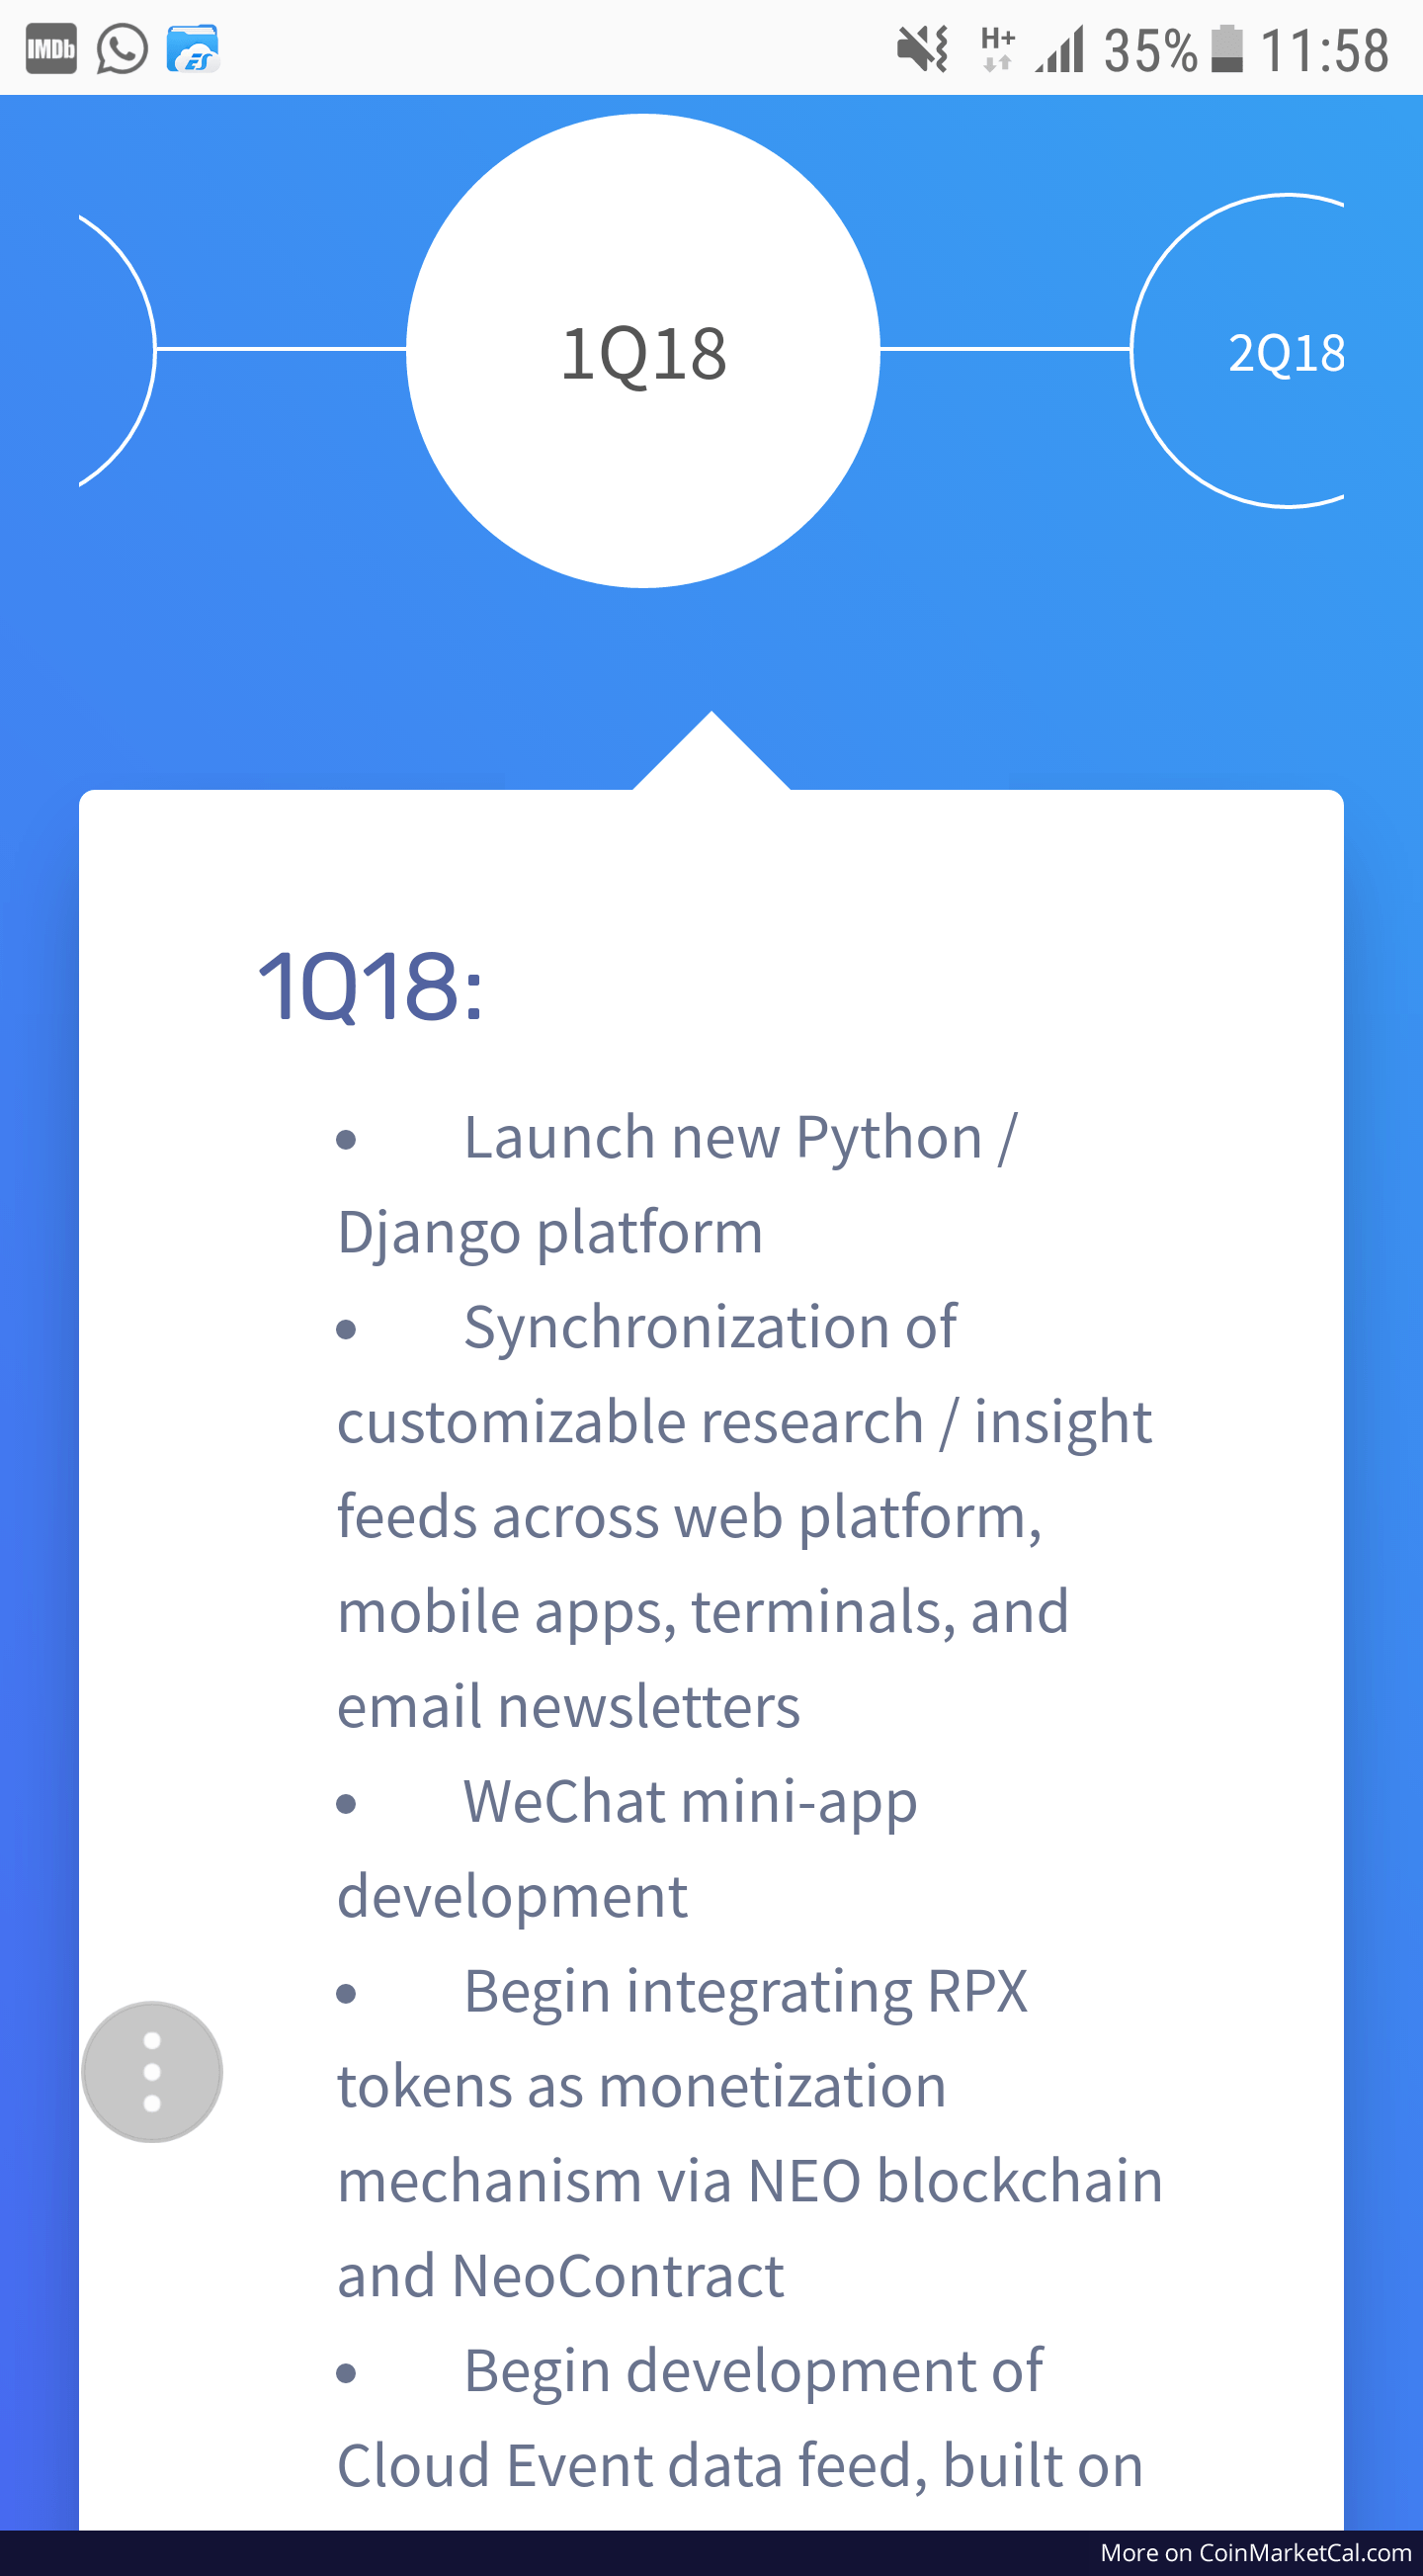 IMDb ES H+ 35% 11:58
1Q18
2Q18
1Q18:
• Launch new Python /
Django platform
• Synchronization of
customizable research / insight
feeds across web platform,
mobile apps, terminals, and
email newsletters
• WeChat mini-app
development
• Begin integrating RPX
tokens as monetization
mechanism via NEO blockchain
and NeoContract
• Begin development of
Cloud Event data feed, built on
More on CoinMarketCal.com